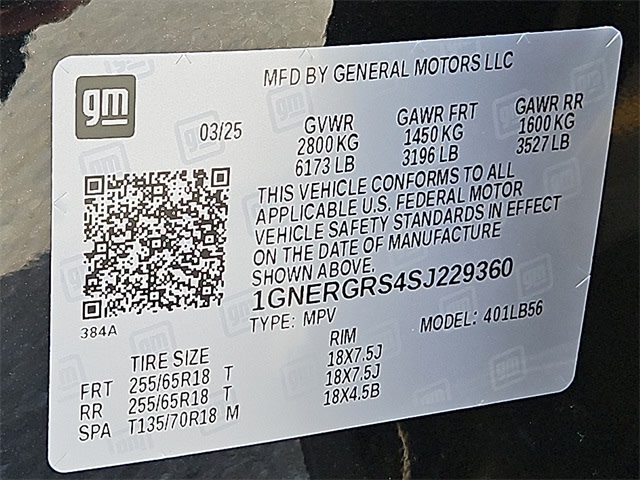 gm
MFD BY GENERAL MOTORS LLC
03/25
GVWR
2800 KG
6173 LB
GAWR FRT
1450 KG
3196 LB
GAWR RR
1600 KG
3527 LB
THIS VEHICLE CONFORMS TO ALL
APPLICABLE U.S. FEDERAL MOTOR
VEHICLE SAFETY STANDARDS IN EFFECT
ON THE DATE OF MANUFACTURE
SHOWN ABOVE.
1GNERGRS4SJ229360
TYPE: MPV
MODEL: 401LB56
384A
TIRE SIZE RIM
FRT 255/65R18 T 18X7.5J
RR 255/65R18 T 18X7.5J
SPA T135/70R18 M 18X4.5B